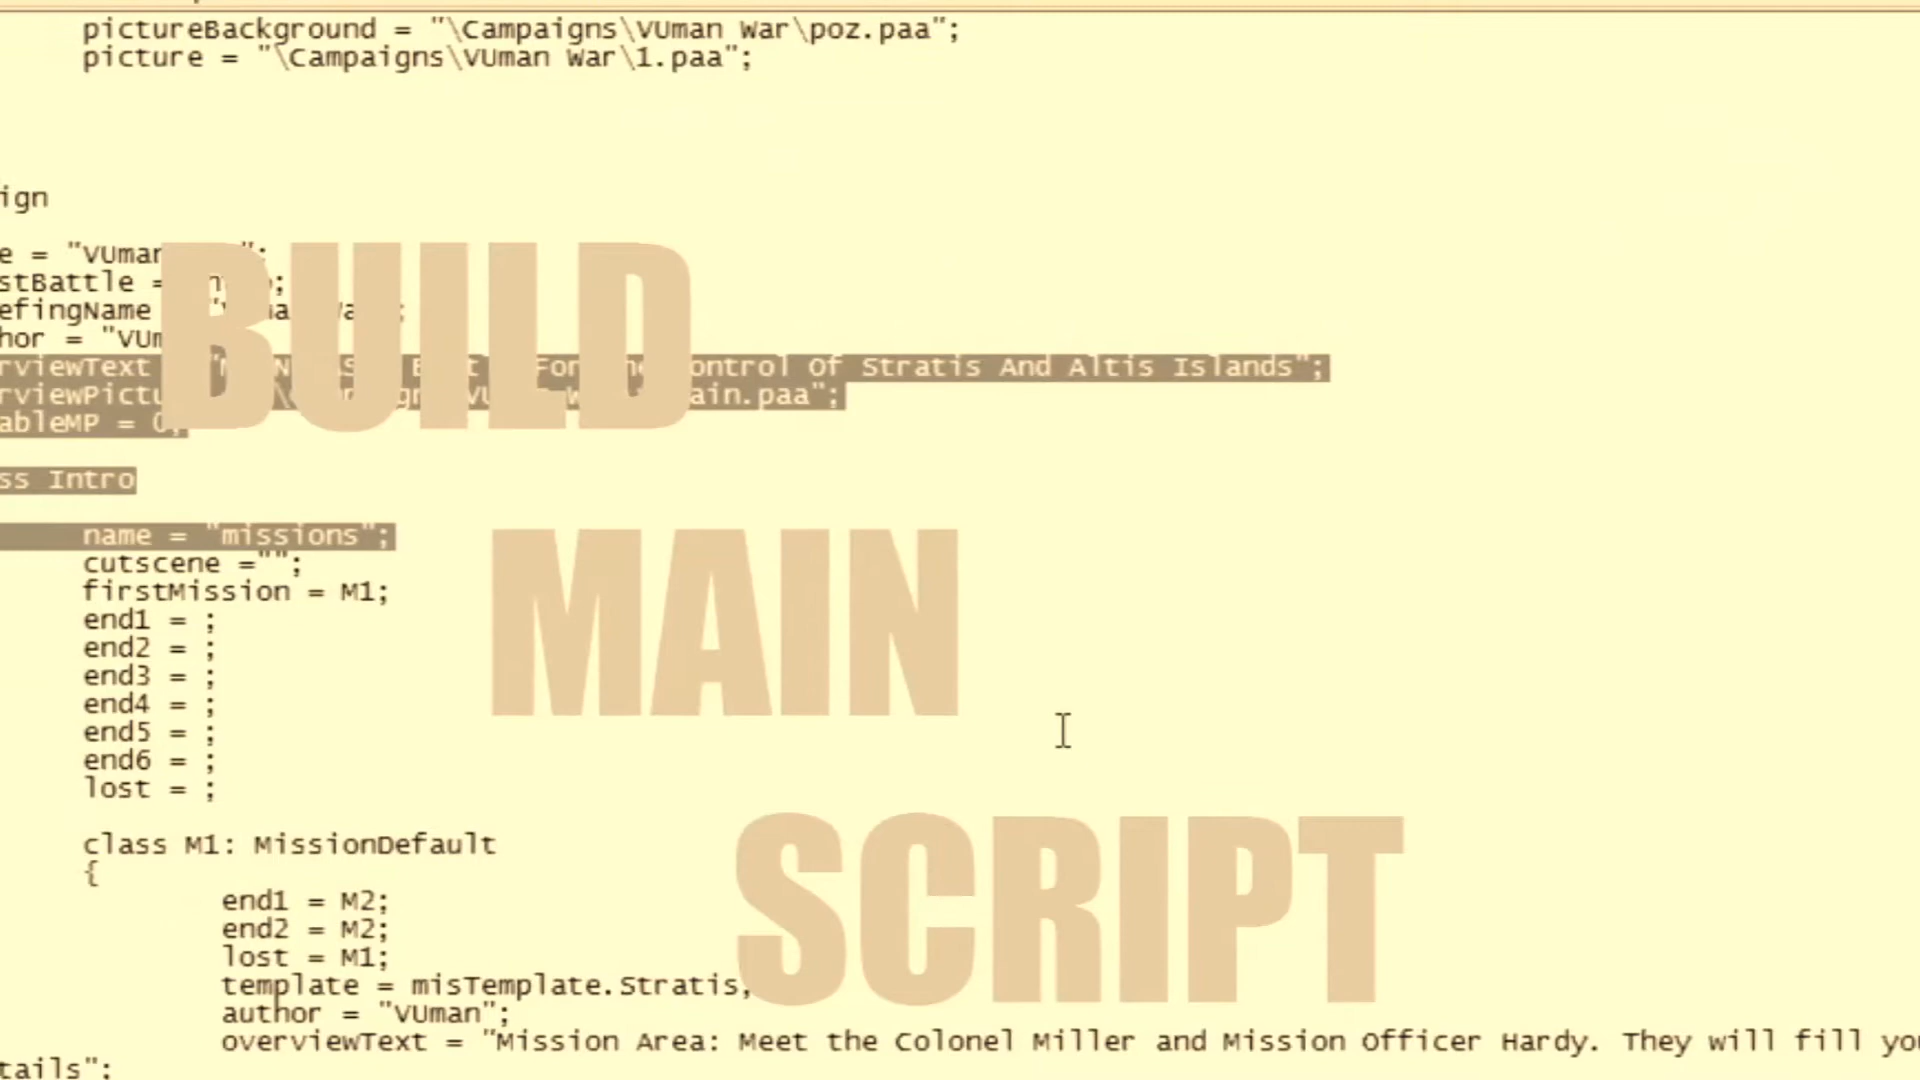 pictureBackground = "\Campaigns\VUman War\poz.paa";
picture = "\Campaigns\VUman War\1.paa";
ign
e = "VUman
stBattle =
efingName
hor = "VUm
rviewText
For
ontrol Of Stratis And Altis Islands";
rviewPictu
ain.paa";
ableMP = 0;
ss Intro
name = "missions";
cutscene ="";
firstMission = M1;
end1 = ;
end2 = ;
end3 = ;
end4 = ;
end5 = ;
end6 = ;
lost = ;
class M1: MissionDefault
{
end1 = M2;
end2 = M2;
lost = M1;
template = misTemplate.Stratis,
author = "VUman";
overviewText = "Mission Area: Meet the Colonel Miller and Mission Officer Hardy. They will fill you
tails";
BUILD
MAIN
SCRIPT